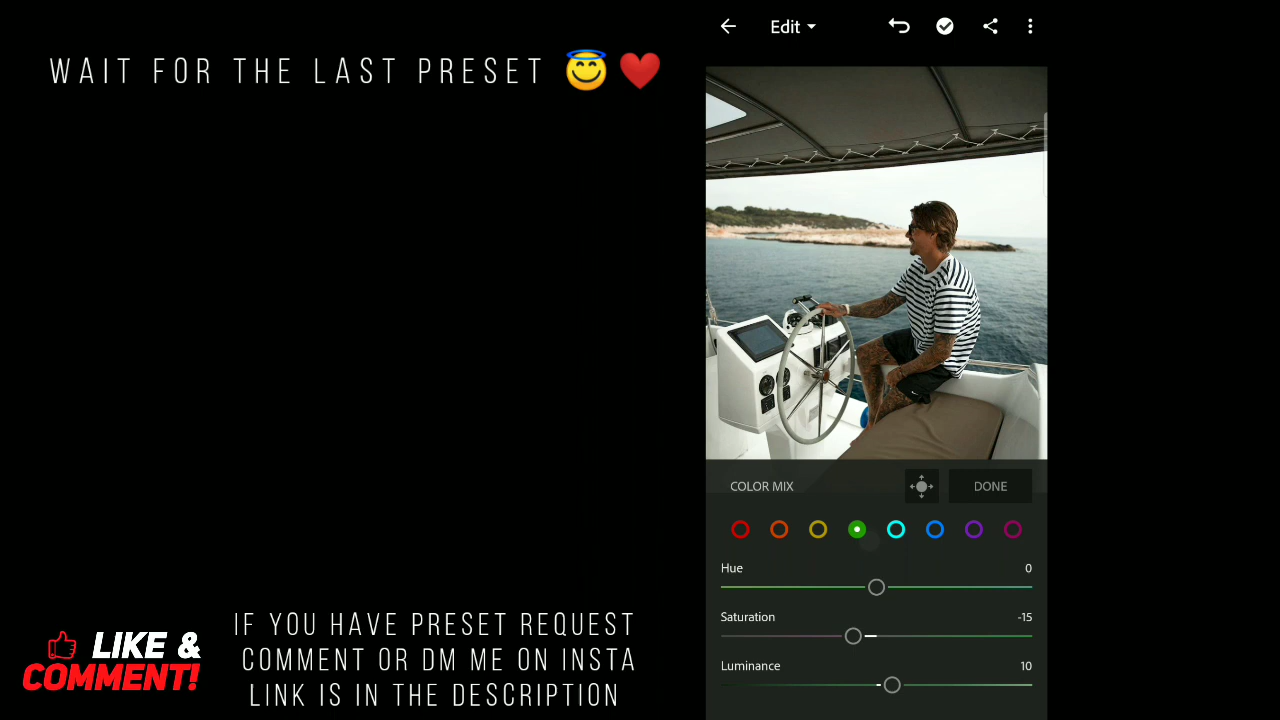 WAIT FOR THE LAST PRESET 😇 ❤️
Edit
COLOR MIX
DONE
Hue 0
Saturation -15
Luminance 10
LIKE &
COMMENT!
IF YOU HAVE PRESET REQUEST
COMMENT OR DM ME ON INSTA
LINK IS IN THE DESCRIPTION